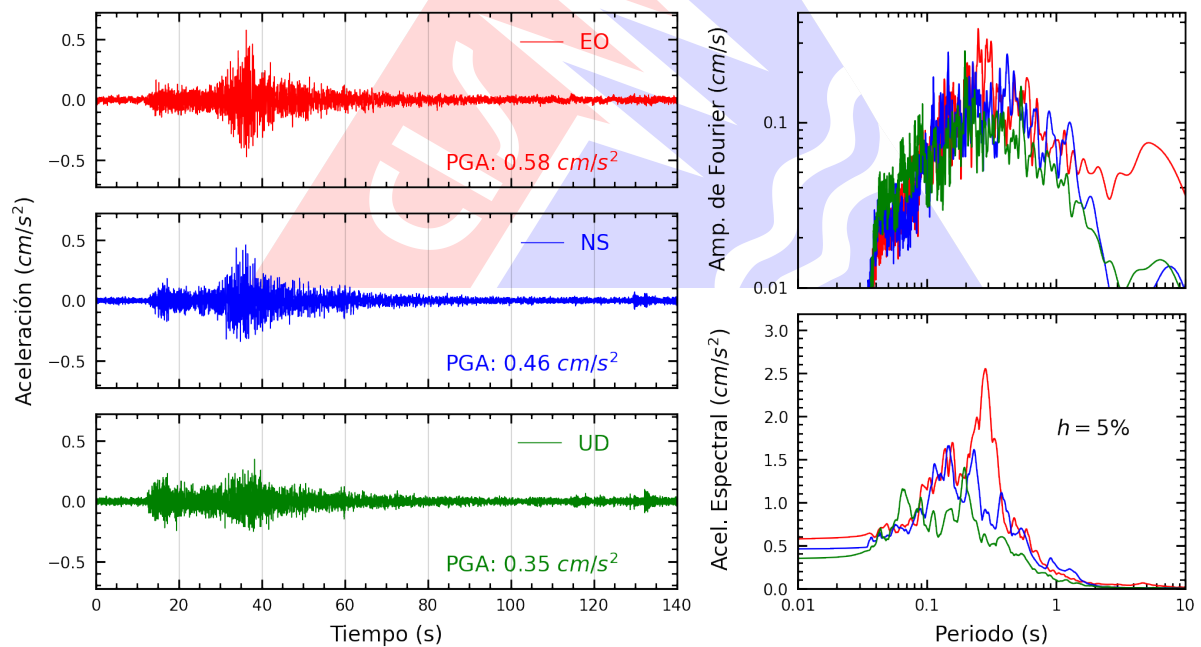 Aceleración (cm/s²)
0.5
0.0
−0.5
EO
PGA: 0.58 cm/s²
0.5
0.0
−0.5
NS
PGA: 0.46 cm/s²
0.5
0.0
−0.5
UD
PGA: 0.35 cm/s²
0 20 40 60 80 100 120 140
Tiempo (s)
Amp. de Fourier (cm/s)
0.1
0.01
Acel. Espectral (cm/s²)
3.0
2.5
2.0
1.5
1.0
0.5
0.0
h = 5%
0.01 0.1 1 10
Periodo (s)